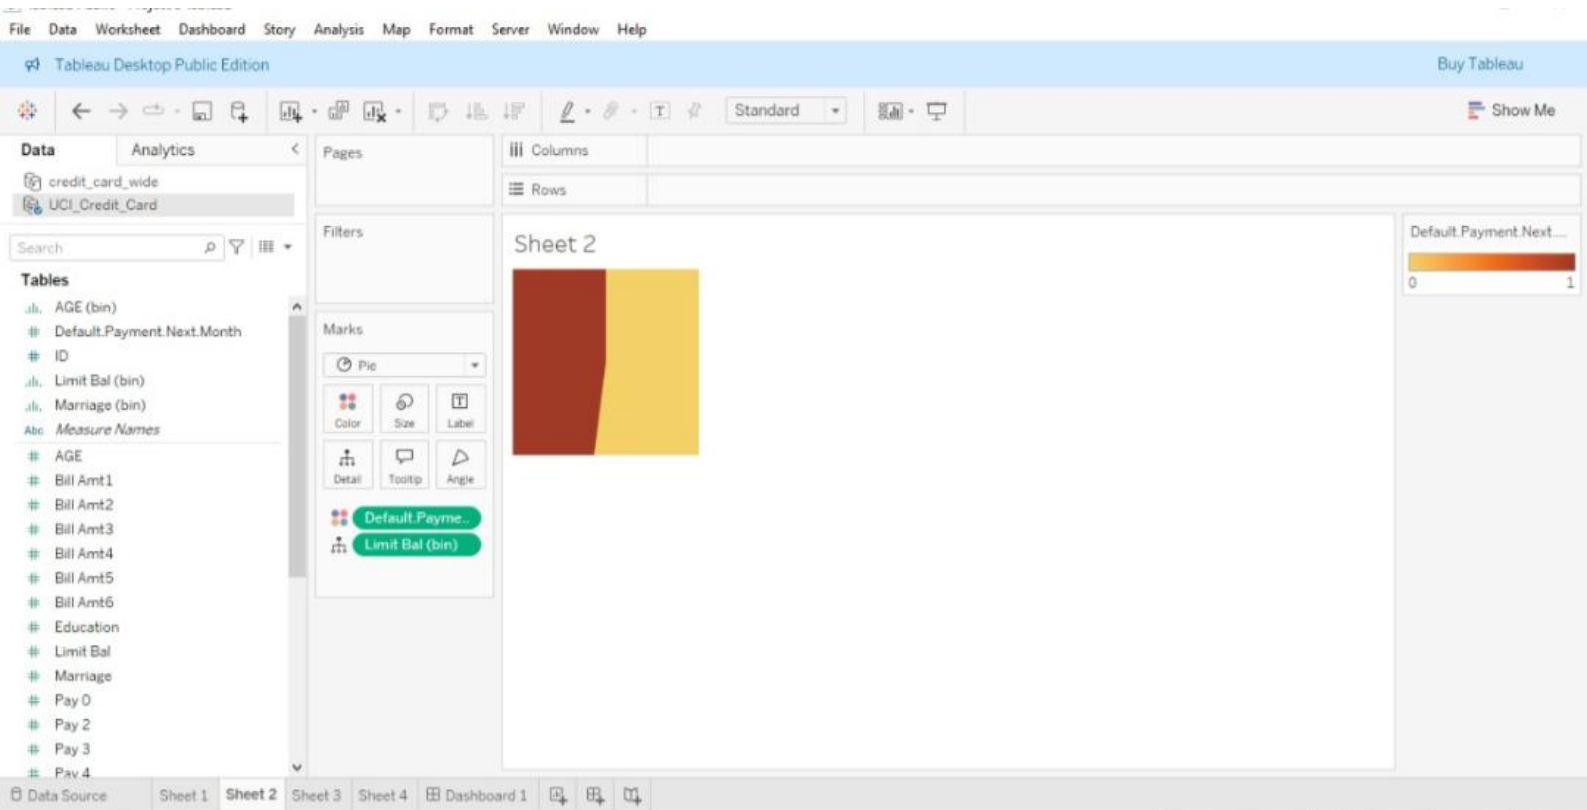 File Data Worksheet Dashboard Story Analysis Map Format Server Window Help
Tableau Desktop Public Edition
Buy Tableau
Standard
Show Me
Data
Analytics
credit_card_wide
UCI_Credit_Card
Search
Tables
AGE (bin)
Default.Payment.Next.Month
ID
Limit Bal (bin)
Marriage (bin)
Abc Measure Names
AGE
Bill Amt1
Bill Amt2
Bill Amt3
Bill Amt4
Bill Amt5
Bill Amt6
Education
Limit Bal
Marriage
Pay 0
Pay 2
Pay 3
Pay 4
Pages
Filters
Marks
Pie
Color Size Label
Detail Tooltip Angle
Default.Payme..
Limit Bal (bin)
Columns
Rows
Sheet 2
Default.Payment.Next....
0 1
Data Source Sheet 1 Sheet 2 Sheet 3 Sheet 4 Dashboard 1